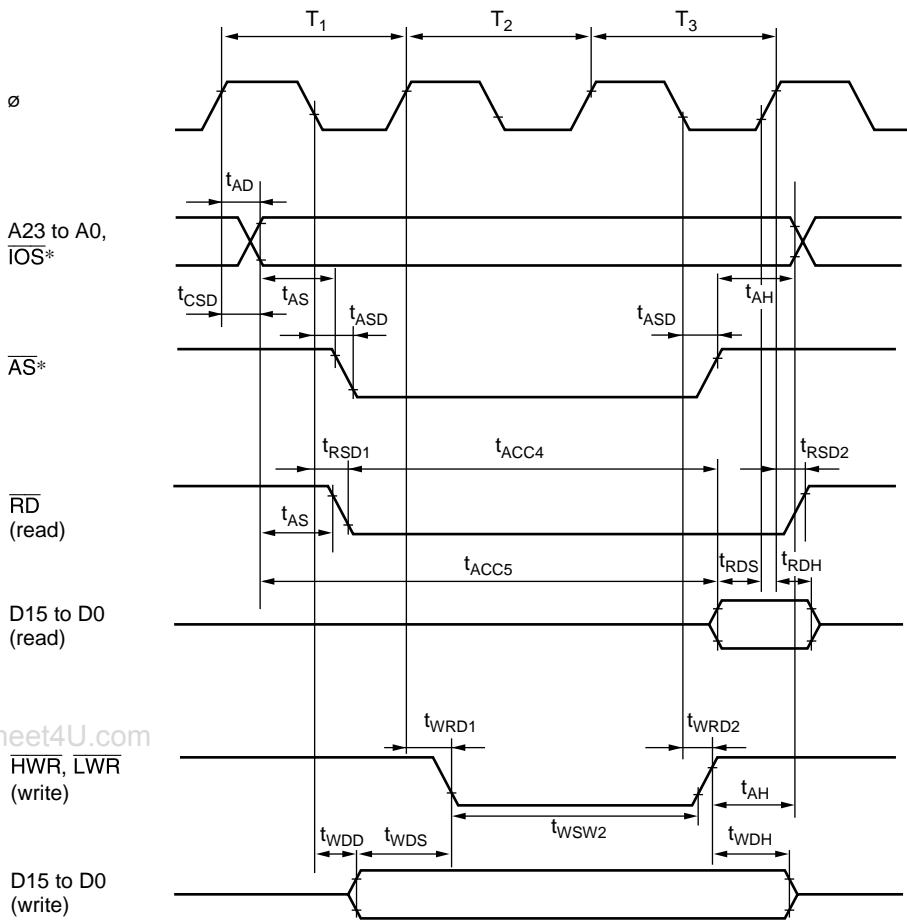 T1 T2 T3
ø
tAD
A23 to A0,
IOS*
tCSD tAS tAH
tASD tASD
AS*
tRSD1 tACC4 tRSD2
RD
(read)
tAS
tACC5 tRDS tRDH
D15 to D0
(read)
neet4U.com
tWRD1 tWRD2
HWR, LWR
(write)
tAH
tWDD tWDS tWSW2 tWDH
D15 to D0
(write)